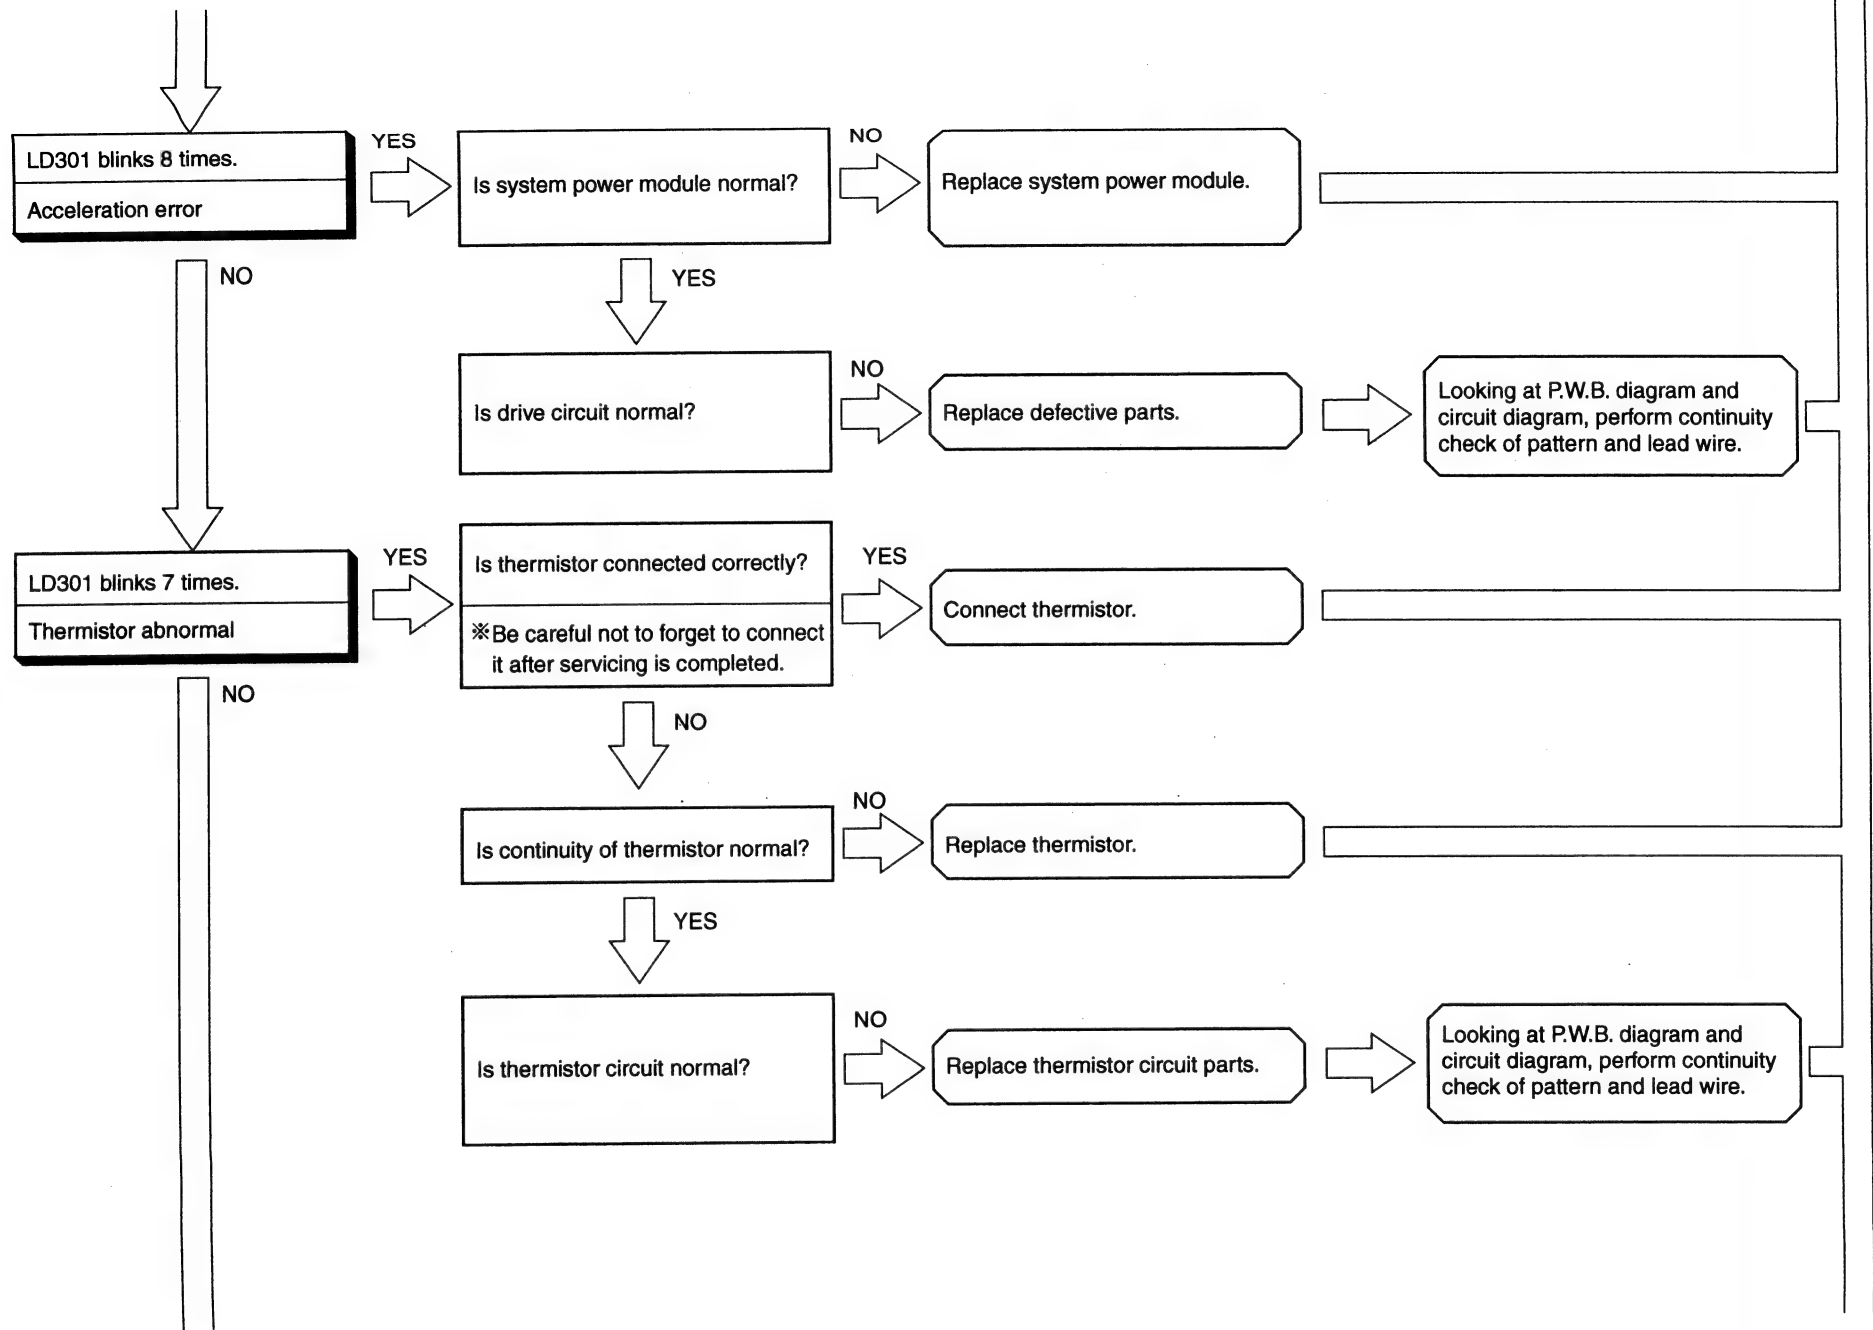 LD301 blinks 8 times.
Acceleration error
YES
Is system power module normal?
NO
Replace system power module.
NO
YES
Is drive circuit normal?
NO
Replace defective parts.
Looking at P.W.B. diagram and
circuit diagram, perform continuity
check of pattern and lead wire.
LD301 blinks 7 times.
Thermistor abnormal
YES
Is thermistor connected correctly?
※Be careful not to forget to connect
it after servicing is completed.
YES
Connect thermistor.
NO
NO
Is continuity of thermistor normal?
NO
Replace thermistor.
YES
Is thermistor circuit normal?
NO
Replace thermistor circuit parts.
Looking at P.W.B. diagram and
circuit diagram, perform continuity
check of pattern and lead wire.